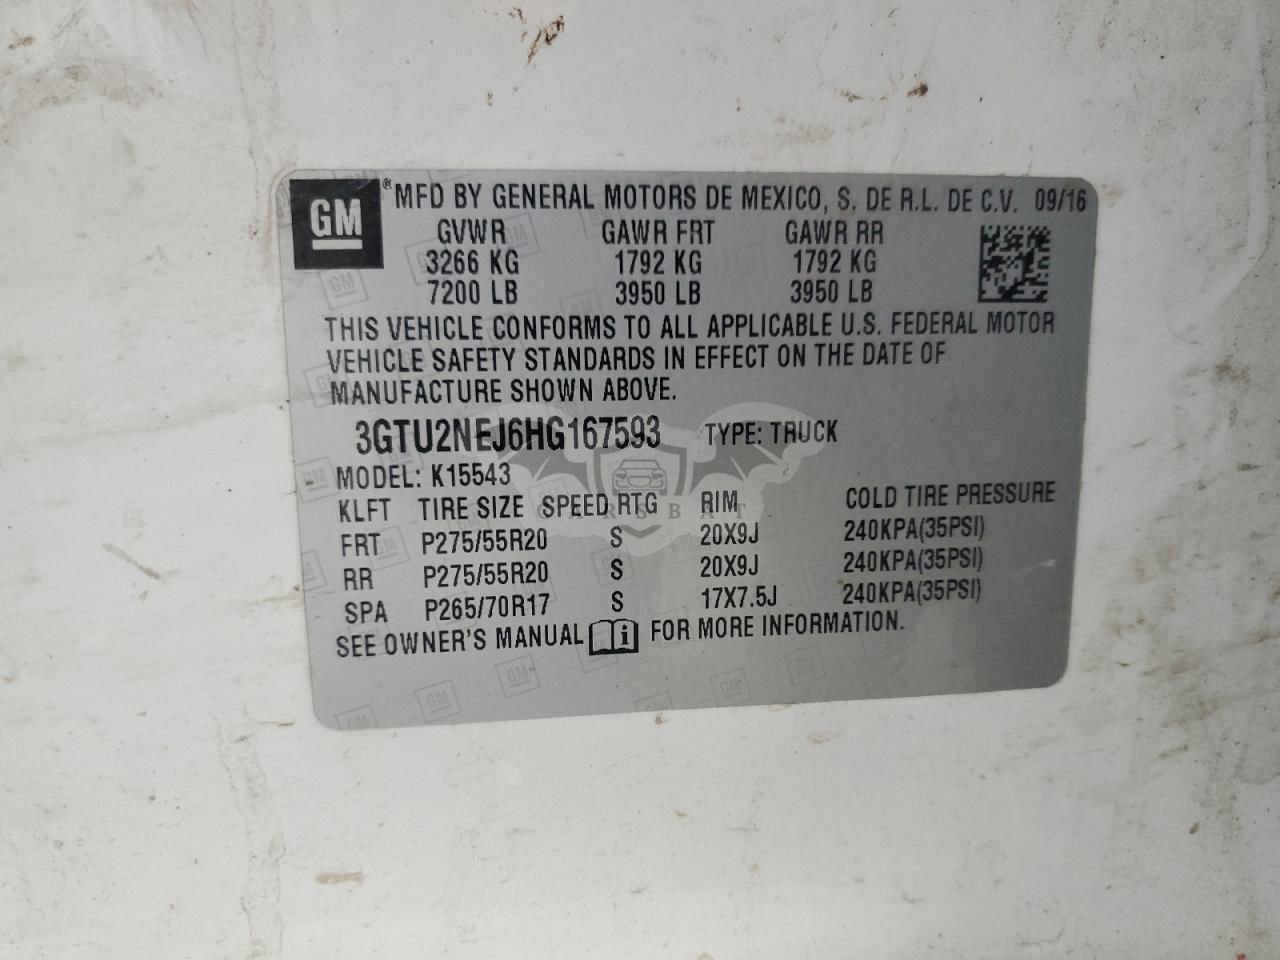 GM ® MFD BY GENERAL MOTORS DE MEXICO, S. DE R.L. DE C.V. 09/16
GVWR GAWR FRT GAWR RR
3266 KG 1792 KG 1792 KG
7200 LB 3950 LB 3950 LB
THIS VEHICLE CONFORMS TO ALL APPLICABLE U.S. FEDERAL MOTOR
VEHICLE SAFETY STANDARDS IN EFFECT ON THE DATE OF
MANUFACTURE SHOWN ABOVE.
3GTU2NEJ6HG167593 TYPE: TRUCK
MODEL: K15543
KLFT TIRE SIZE SPEED RTG RIM COLD TIRE PRESSURE
CARSBAT
FRT P275/55R20 S 20X9J 240KPA(35PSI)
RR P275/55R20 S 20X9J 240KPA(35PSI)
SPA P265/70R17 S 17X7.5J 240KPA(35PSI)
SEE OWNER'S MANUAL i FOR MORE INFORMATION.